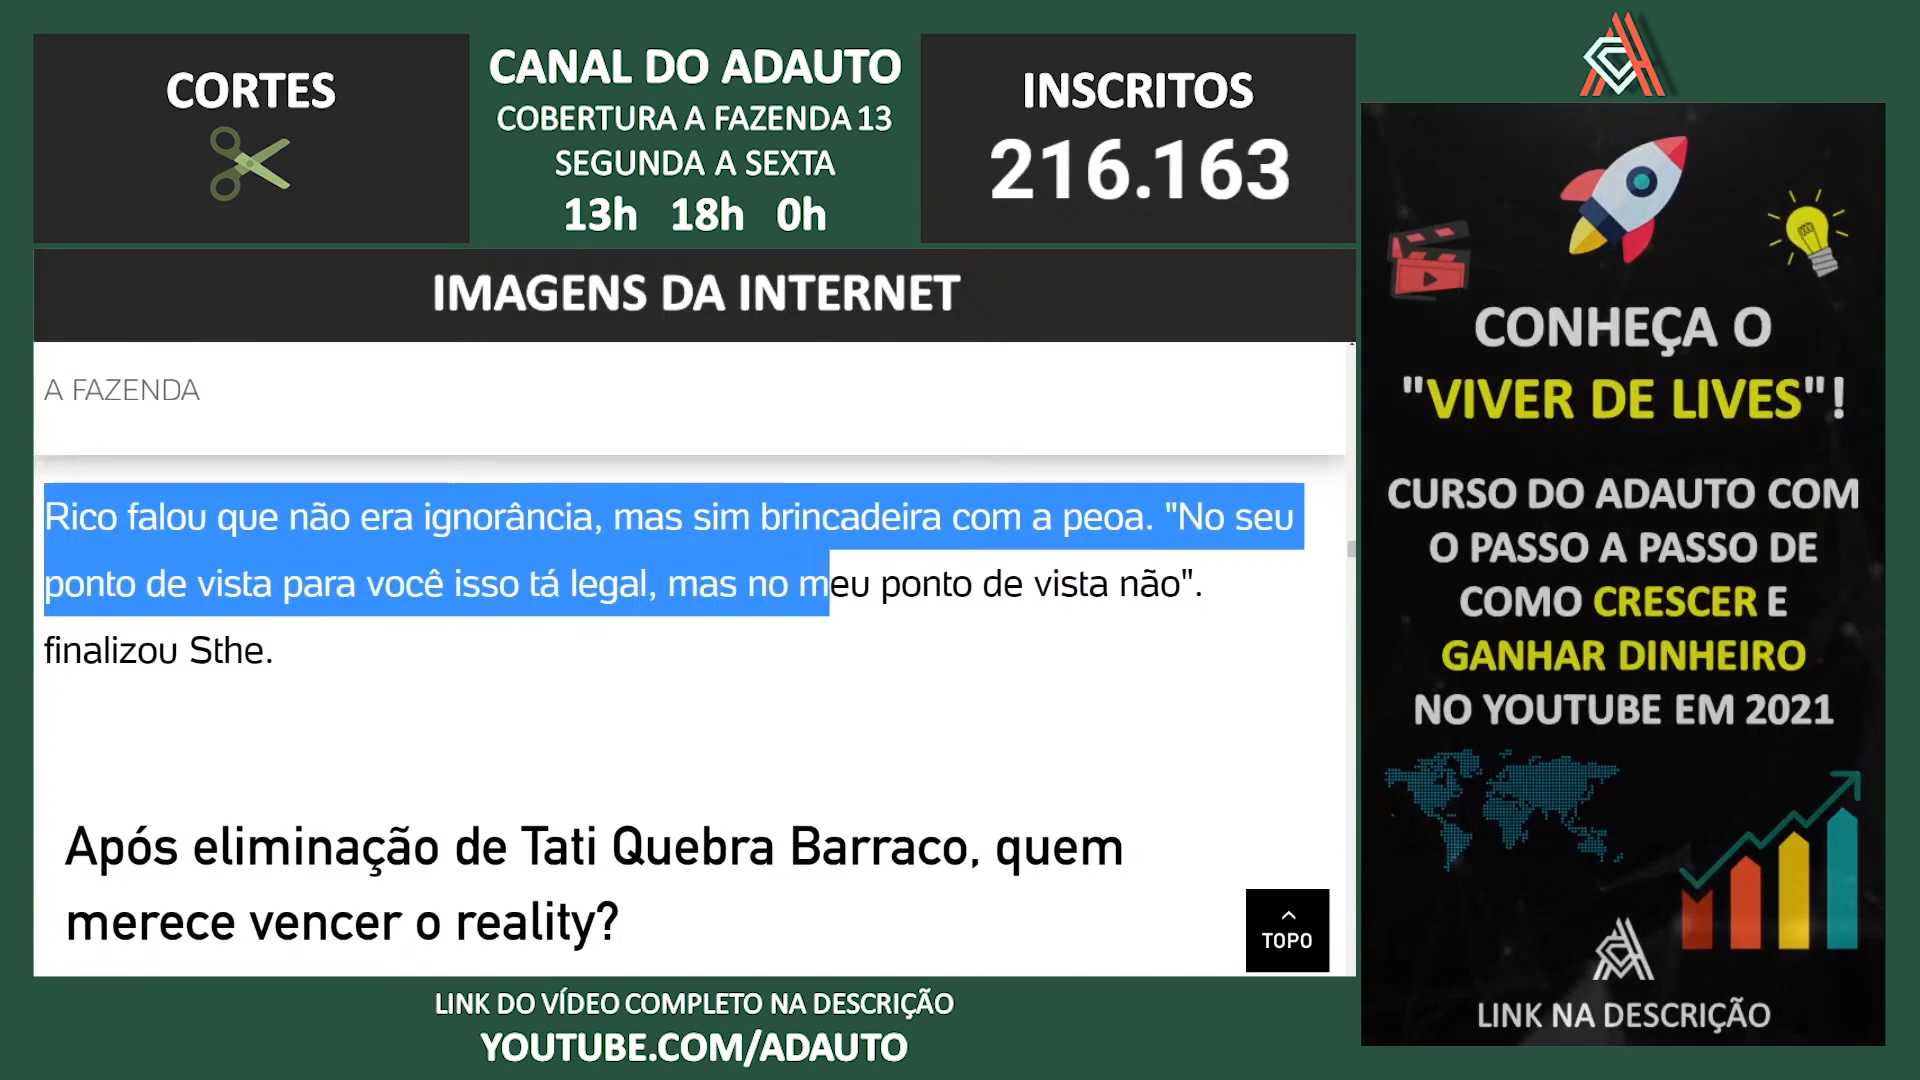 CORTES
CANAL DO ADAUTO
COBERTURA A FAZENDA 13
SEGUNDA A SEXTA
13h 18h 0h
INSCRITOS
216.163
IMAGENS DA INTERNET
A FAZENDA
Rico falou que não era ignorância, mas sim brincadeira com a peoa. "No seu
ponto de vista para você isso tá legal, mas no meu ponto de vista não".
finalizou Sthe.
Após eliminação de Tati Quebra Barraco, quem
merece vencer o reality?
TOPO
LINK DO VÍDEO COMPLETO NA DESCRIÇÃO
YOUTUBE.COM/ADAUTO
CONHEÇA O
"VIVER DE LIVES"!
CURSO DO ADAUTO COM
O PASSO A PASSO DE
COMO CRESCER E
GANHAR DINHEIRO
NO YOUTUBE EM 2021
LINK NA DESCRIÇÃO